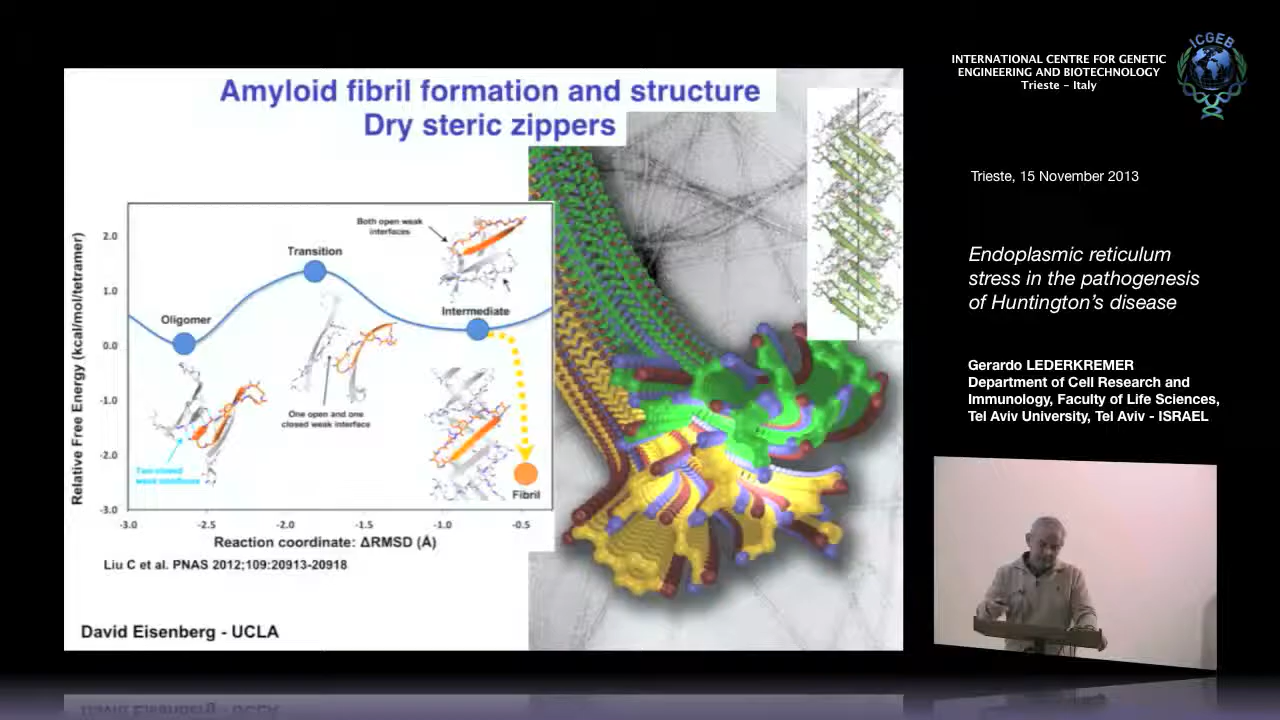 Amyloid fibril formation and structure
Dry steric zippers
Relative Free Energy (kcal/mol/tetramer)
2.0
1.0
0.0
-1.0
-2.0
-3.0
-3.0
-2.5
-2.0
-1.5
-1.0
-0.5
Reaction coordinate: ΔRMSD (Å)
Oligomer
Transition
Both open weak
interfaces
Intermediate
One open and one
closed weak interface
Two closed
weak interfaces
Fibril
Liu C et al. PNAS 2012;109:20913-20918
David Eisenberg - UCLA
INTERNATIONAL CENTRE FOR GENETIC
ENGINEERING AND BIOTECHNOLOGY
Trieste - Italy
ICGEB
Trieste, 15 November 2013
Endoplasmic reticulum
stress in the pathogenesis
of Huntington's disease
Gerardo LEDERKREMER
Department of Cell Research and
Immunology, Faculty of Life Sciences,
Tel Aviv University, Tel Aviv - ISRAEL